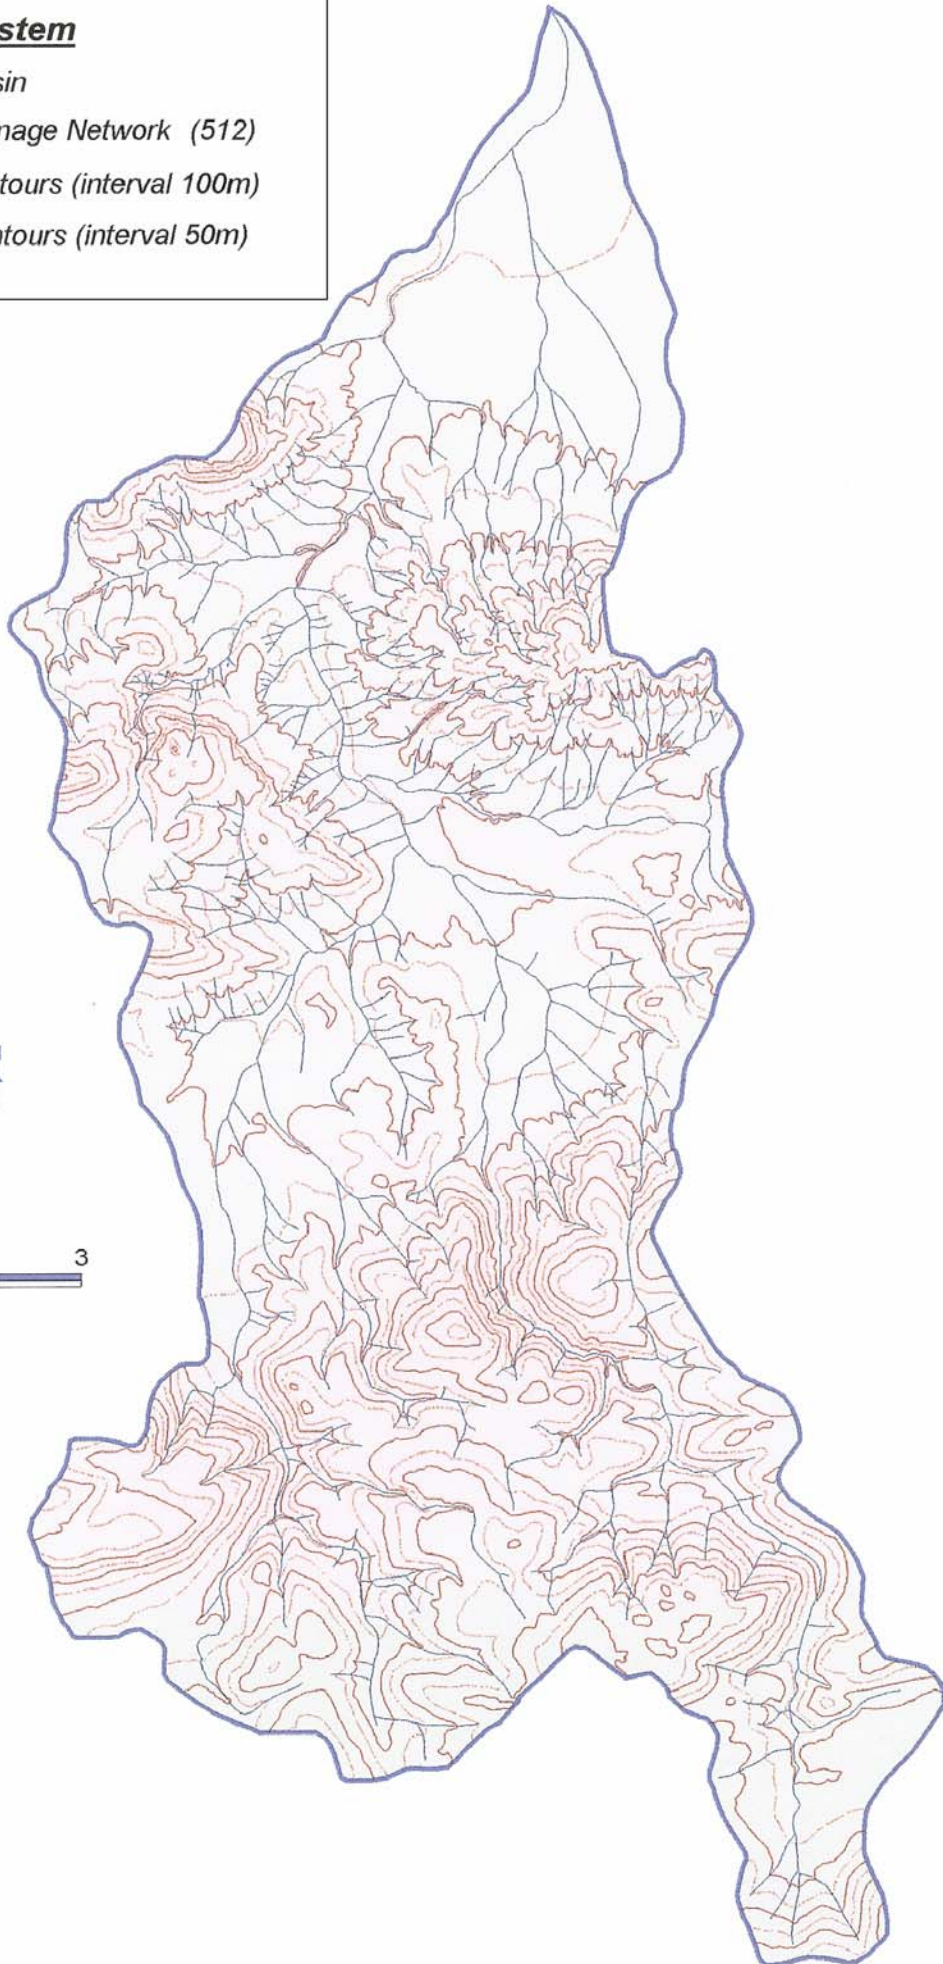 stem
sin
nage Network (512)
tours (interval 100m)
ntours (interval 50m)
3